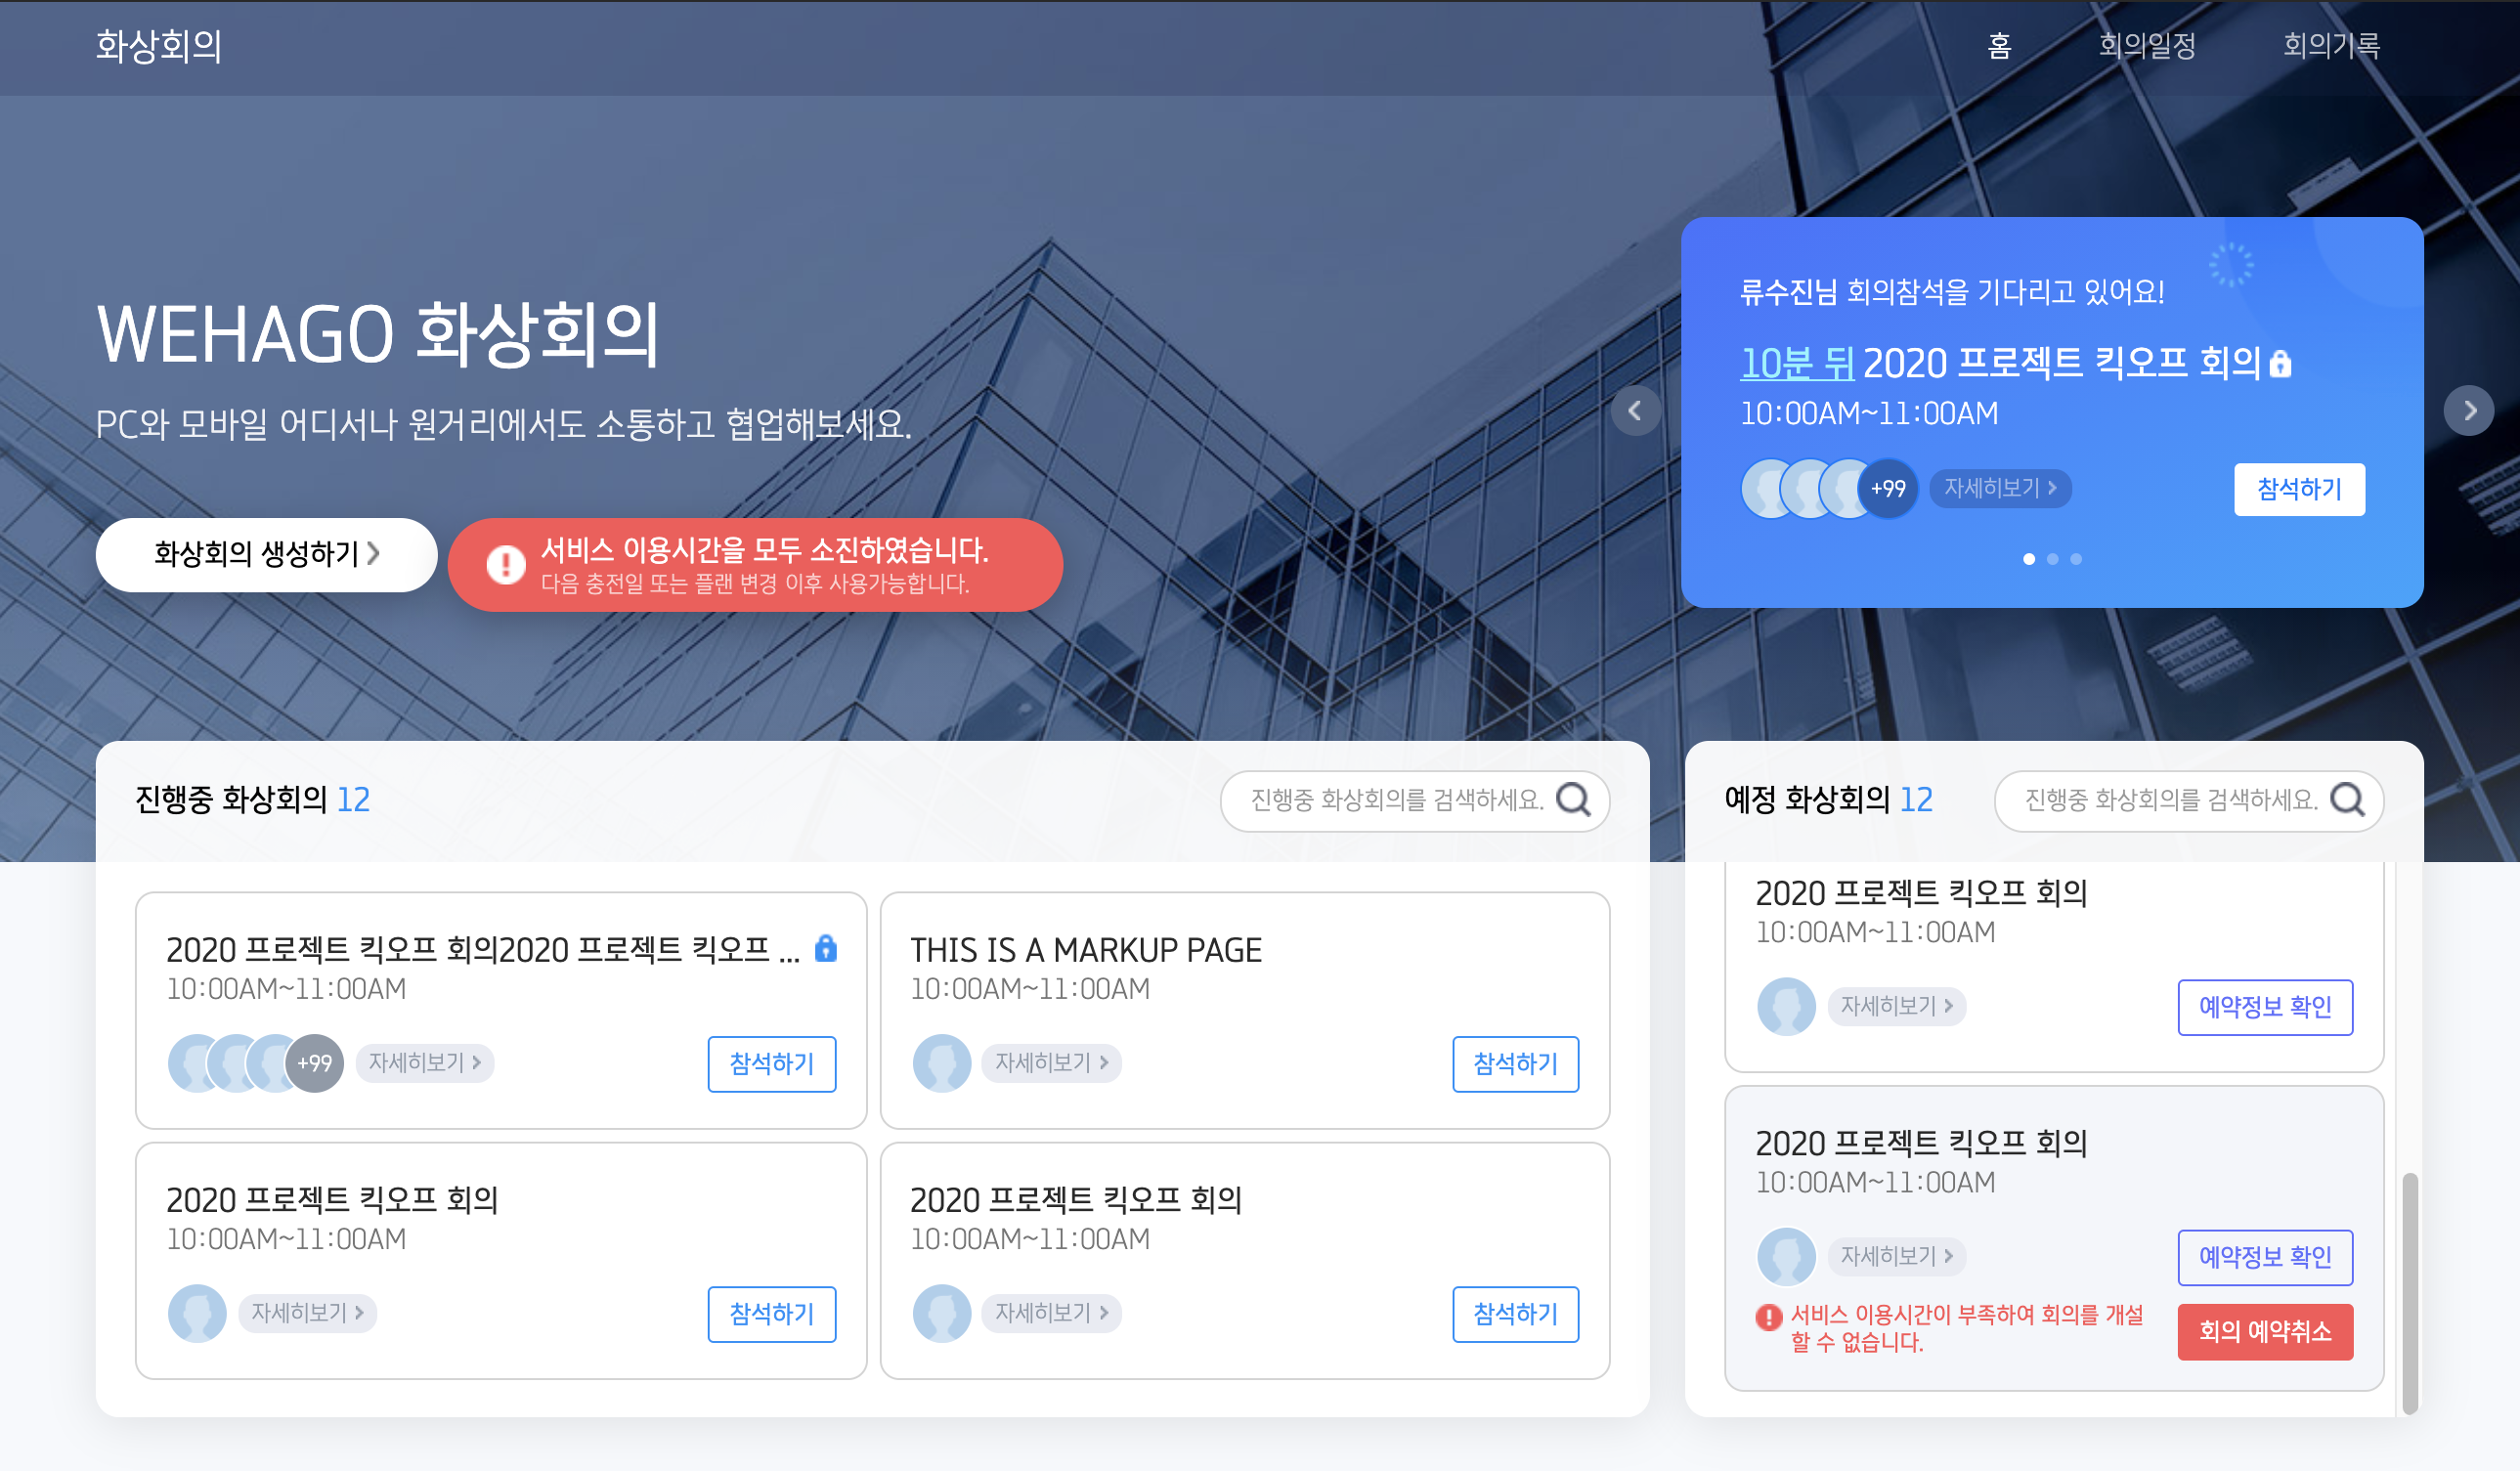 화상회의
홈
회의일정
회의기록
WEHAGO 화상회의
PC와 모바일 어디서나 원거리에서도 소통하고 협업해보세요.
화상회의 생성하기
서비스 이용시간을 모두 소진하였습니다.
다음 충전일 또는 플랜 변경 이후 사용가능합니다.
류수진님 회의참석을 기다리고 있어요!
10분 뒤 2020 프로젝트 킥오프 회의
10:00AM~11:00AM
+99
자세히보기
참석하기
진행중 화상회의 12
진행중 화상회의를 검색하세요.
2020 프로젝트 킥오프 회의2020 프로젝트 킥오프 ...
10:00AM~11:00AM
+99
자세히보기
참석하기
THIS IS A MARKUP PAGE
10:00AM~11:00AM
자세히보기
참석하기
2020 프로젝트 킥오프 회의
10:00AM~11:00AM
자세히보기
참석하기
2020 프로젝트 킥오프 회의
10:00AM~11:00AM
자세히보기
참석하기
예정 화상회의 12
진행중 화상회의를 검색하세요.
2020 프로젝트 킥오프 회의
10:00AM~11:00AM
자세히보기
예약정보 확인
2020 프로젝트 킥오프 회의
10:00AM~11:00AM
자세히보기
예약정보 확인
서비스 이용시간이 부족하여 회의를 개설
할 수 없습니다.
회의 예약취소